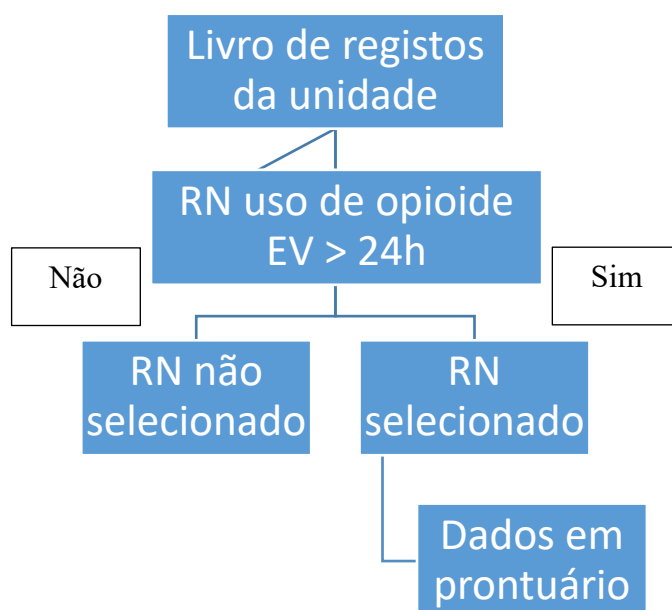 Livro de registos
da unidade
RN uso de opioide
EV > 24h
Não
Sim
RN não
selecionado
RN
selecionado
Dados em
prontuário